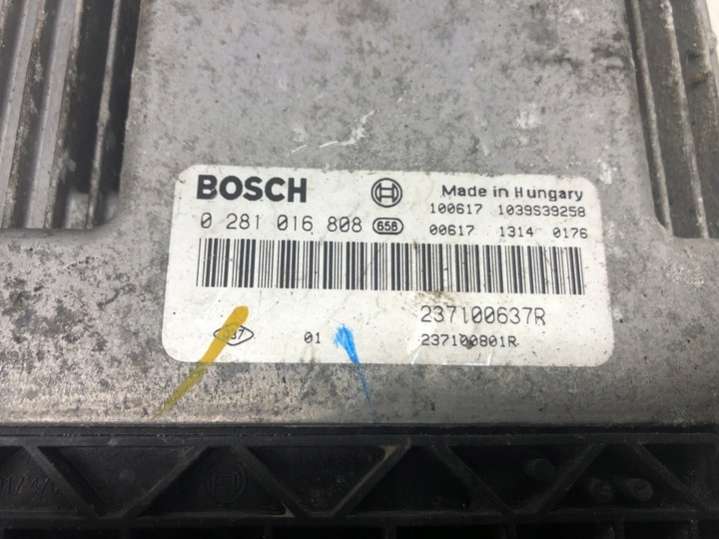 BOSCH
Made in Hungary
100617 1039S39258
0 281 016 808 658
00617 1314 0176
237100637R
01
237100801R